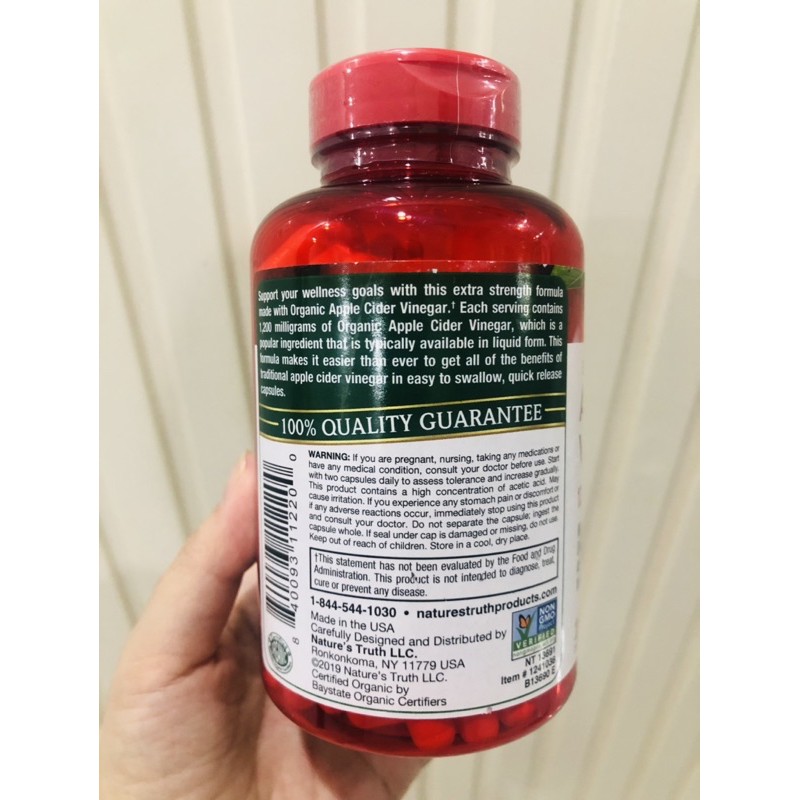 Support your wellness goals with this extra strength formula
made with Organic Apple Cider Vinegar.† Each serving contains
1,200 milligrams of Organic Apple Cider Vinegar, which is a
popular ingredient that is typically available in liquid form. This
formula makes it easier than ever to get all of the benefits of
traditional apple cider vinegar in easy to swallow, quick release
capsules.
100% QUALITY GUARANTEE
WARNING: If you are pregnant, nursing, taking any medications or
have any medical condition, consult your doctor before use. Start
with two capsules daily to assess tolerance and increase gradually.
This product contains a high concentration of acetic acid. May
cause irritation. If you experience stomach pain or discomfort or
if any adverse reactions occur, immediately stop using this product
and consult your doctor. Do not separate the capsule; ingest the
capsule whole. If seal under cap is damaged or missing, do not use.
Keep out of reach of children. Store in a cool, dry place.
†This statement has not been evaluated by the Food and Drug
Administration. This product is not intended to diagnose, treat,
cure or prevent any disease.
8 40093 11220 0
1-844-544-1030 • naturestruthproducts.com
Made in the USA
Carefully Designed and Distributed by
Nature's Truth LLC.
Ronkonkoma, NY 11779 USA
©2019 Nature's Truth LLC.
Certified Organic by
Baystate Organic Certifiers
NON
GMO
VERIFIED
NT 13691
Item # 1241036
B13690 E